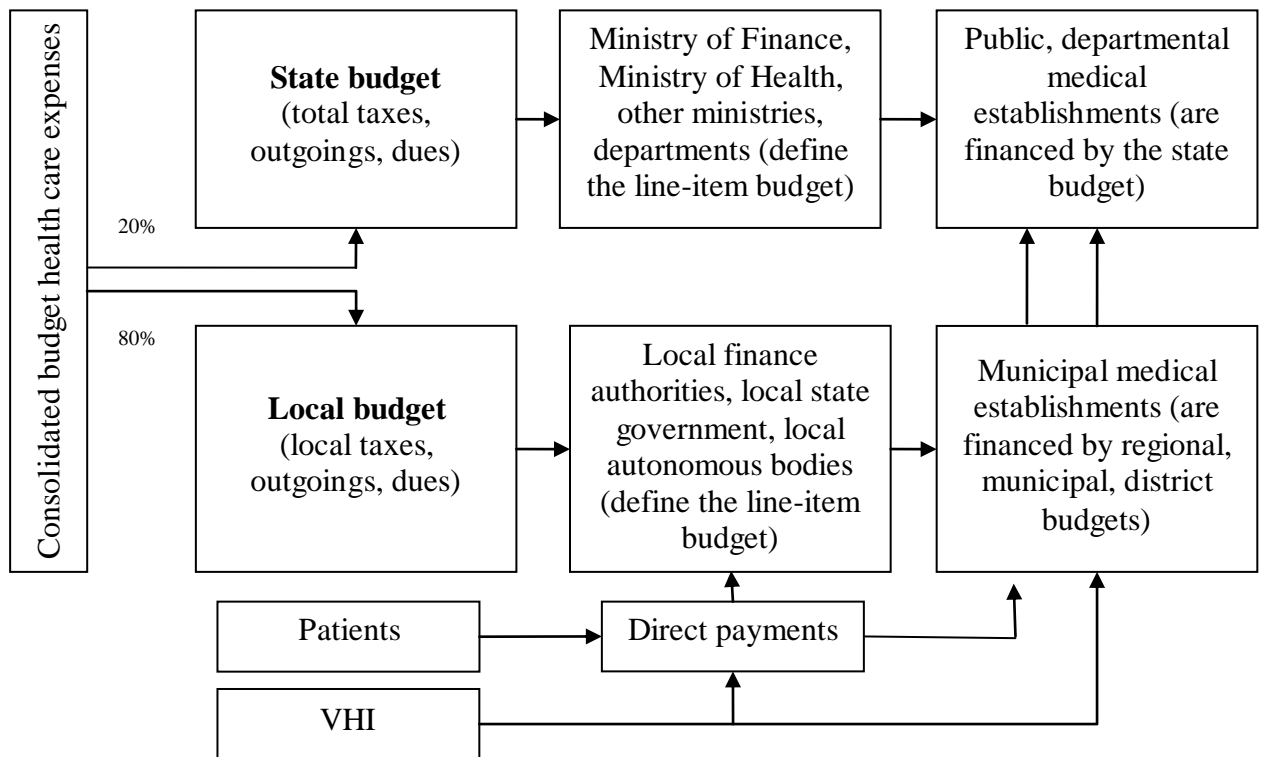 Consolidated budget health care expenses
State budget
(total taxes,
outgoings, dues)
Ministry of Finance,
Ministry of Health,
other ministries,
departments (define
the line-item budget)
Public, departmental
medical
establishments (are
financed by the state
budget)
20%
80%
Local budget
(local taxes,
outgoings, dues)
Local finance
authorities, local state
government, local
autonomous bodies
(define the line-item
budget)
Municipal medical
establishments (are
financed by regional,
municipal, district
budgets)
Patients
Direct payments
VHI